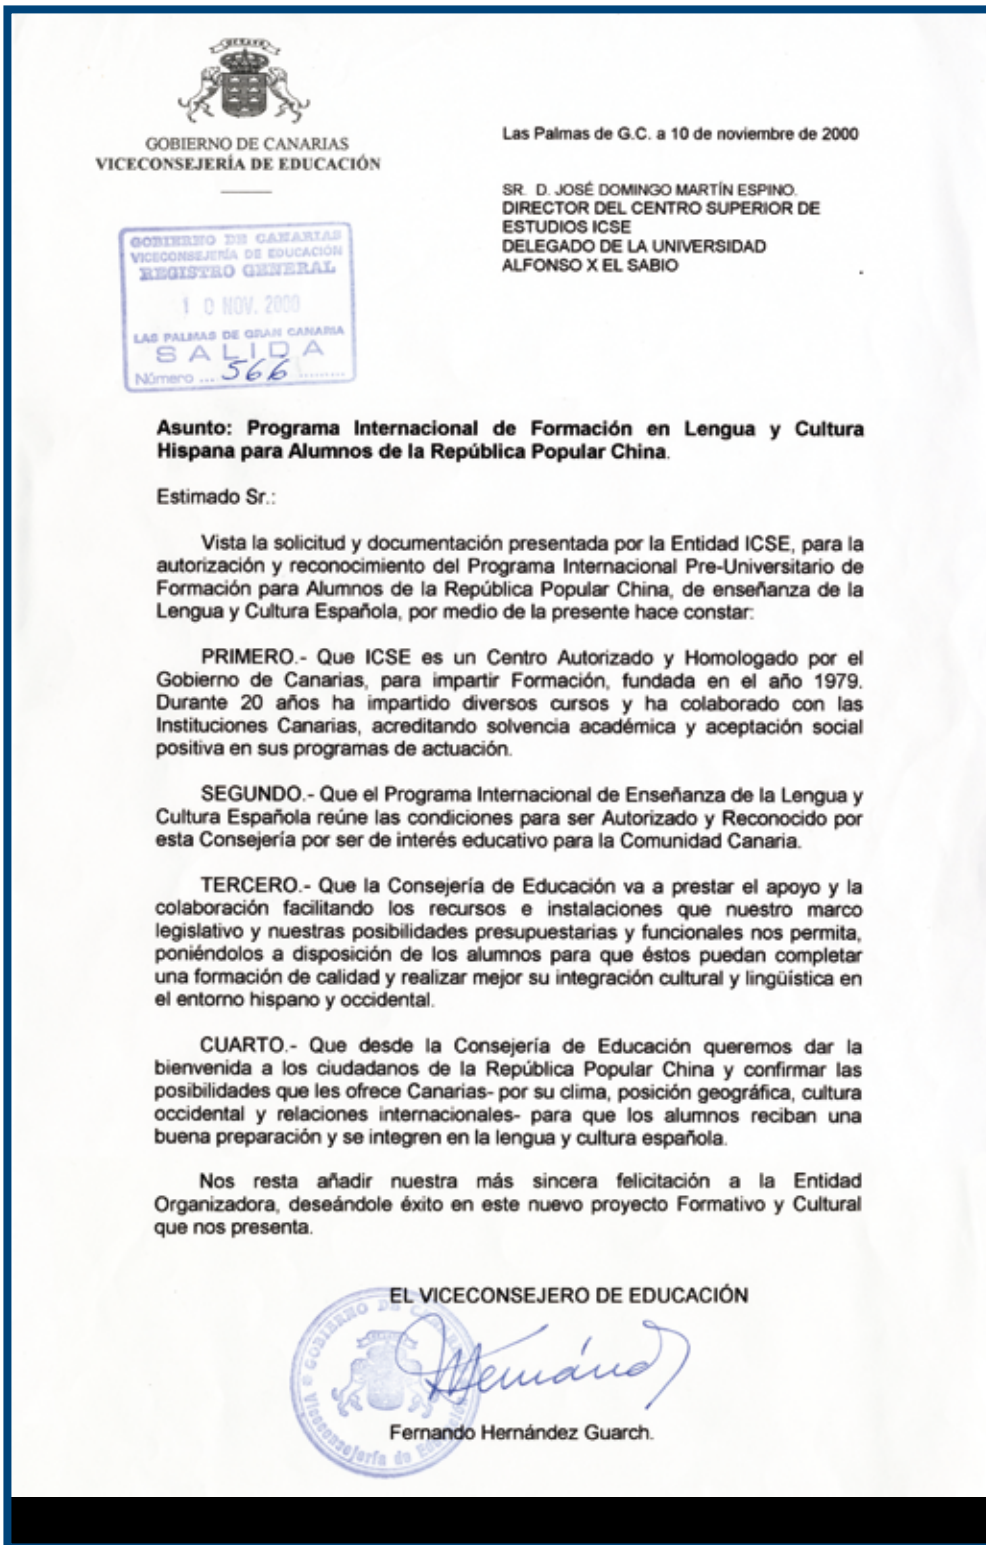 OCEANO
GOBIERNO DE CANARIAS
VICECONSEJERÍA DE EDUCACIÓN
Las Palmas de G.C. a 10 de noviembre de 2000
SR. D. JOSÉ DOMINGO MARTÍN ESPINO.
DIRECTOR DEL CENTRO SUPERIOR DE
ESTUDIOS ICSE
DELEGADO DE LA UNIVERSIDAD
ALFONSO X EL SABIO
GOBIERNO DE CANARIAS
VICECONSEJERÍA DE EDUCACIÓN
REGISTRO GENERAL
10 NOV. 2000
LAS PALMAS DE GRAN CANARIA
SALIDA
Número ... 566 .........
Asunto: Programa Internacional de Formación en Lengua y Cultura
Hispana para Alumnos de la República Popular China.
Estimado Sr.:
Vista la solicitud y documentación presentada por la Entidad ICSE, para la
autorización y reconocimiento del Programa Internacional Pre-Universitario de
Formación para Alumnos de la República Popular China, de enseñanza de la
Lengua y Cultura Española, por medio de la presente hace constar:
PRIMERO.- Que ICSE es un Centro Autorizado y Homologado por el
Gobierno de Canarias, para impartir Formación, fundada en el año 1979.
Durante 20 años ha impartido diversos cursos y ha colaborado con las
Instituciones Canarias, acreditando solvencia académica y aceptación social
positiva en sus programas de actuación.
SEGUNDO.- Que el Programa Internacional de Enseñanza de la Lengua y
Cultura Española reúne las condiciones para ser Autorizado y Reconocido por
esta Consejería por ser de interés educativo para la Comunidad Canaria.
TERCERO.- Que la Consejería de Educación va a prestar el apoyo y la
colaboración facilitando los recursos e instalaciones que nuestro marco
legislativo y nuestras posibilidades presupuestarias y funcionales nos permita,
poniéndolos a disposición de los alumnos para que éstos puedan completar
una formación de calidad y realizar mejor su integración cultural y lingüística en
el entorno hispano y occidental.
CUARTO.- Que desde la Consejería de Educación queremos dar la
bienvenida a los ciudadanos de la República Popular China y confirmar las
posibilidades que les ofrece Canarias- por su clima, posición geográfica, cultura
occidental y relaciones internacionales- para que los alumnos reciban una
buena preparación y se integren en la lengua y cultura española.
Nos resta añadir nuestra más sincera felicitación a la Entidad
Organizadora, deseándole éxito en este nuevo proyecto Formativo y Cultural
que nos presenta.
EL VICECONSEJERO DE EDUCACIÓN
GOBIERNO DE CANARIAS
Viceconsejería de Educación
Fernando Hernández Guarch.